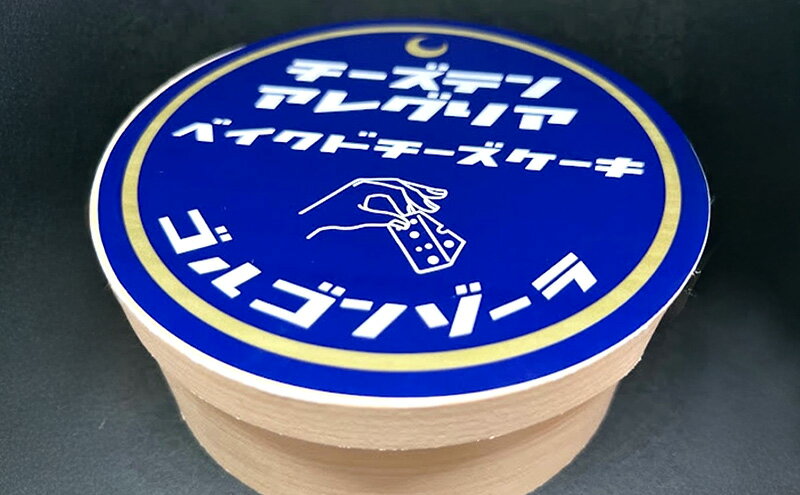 チーズテン
アレグリア
ベイクドチーズケーキ
ゴルゴンゾーラ